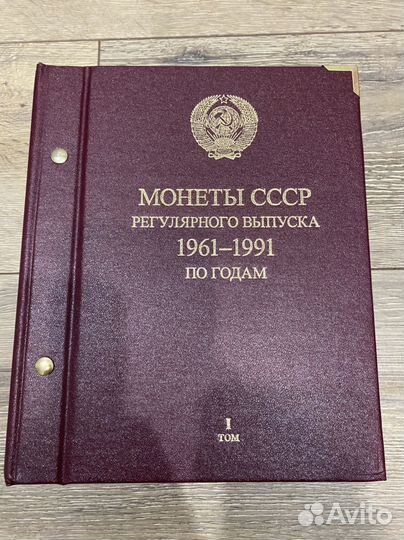 МОНЕТЫ СССР
РЕГУЛЯРНОГО ВЫПУСКА
1961–1991
ПО ГОДАМ
I
ТОМ
Avito